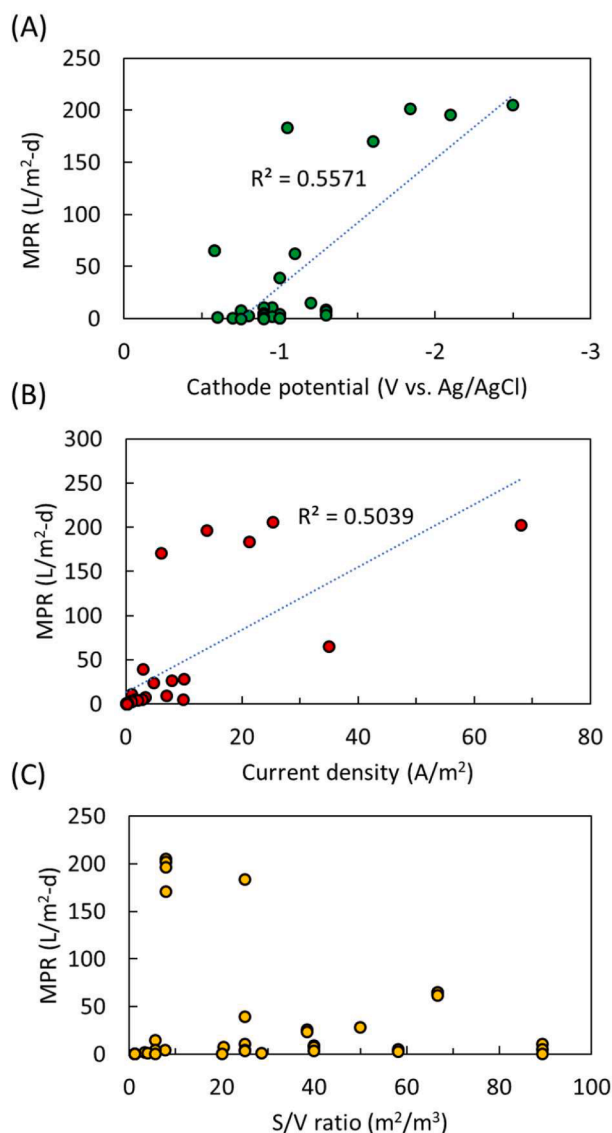 (A)
250
200
150
100
50
0
MPR (L/m²-d)
R² = 0.5571
0 -1 -2 -3
Cathode potential (V vs. Ag/AgCl)
(B)
300
250
200
150
100
50
0
MPR (L/m²-d)
R² = 0.5039
0 20 40 60 80
Current density (A/m²)
(C)
250
200
150
100
50
0
MPR (L/m²-d)
0 20 40 60 80 100
S/V ratio (m²/m³)